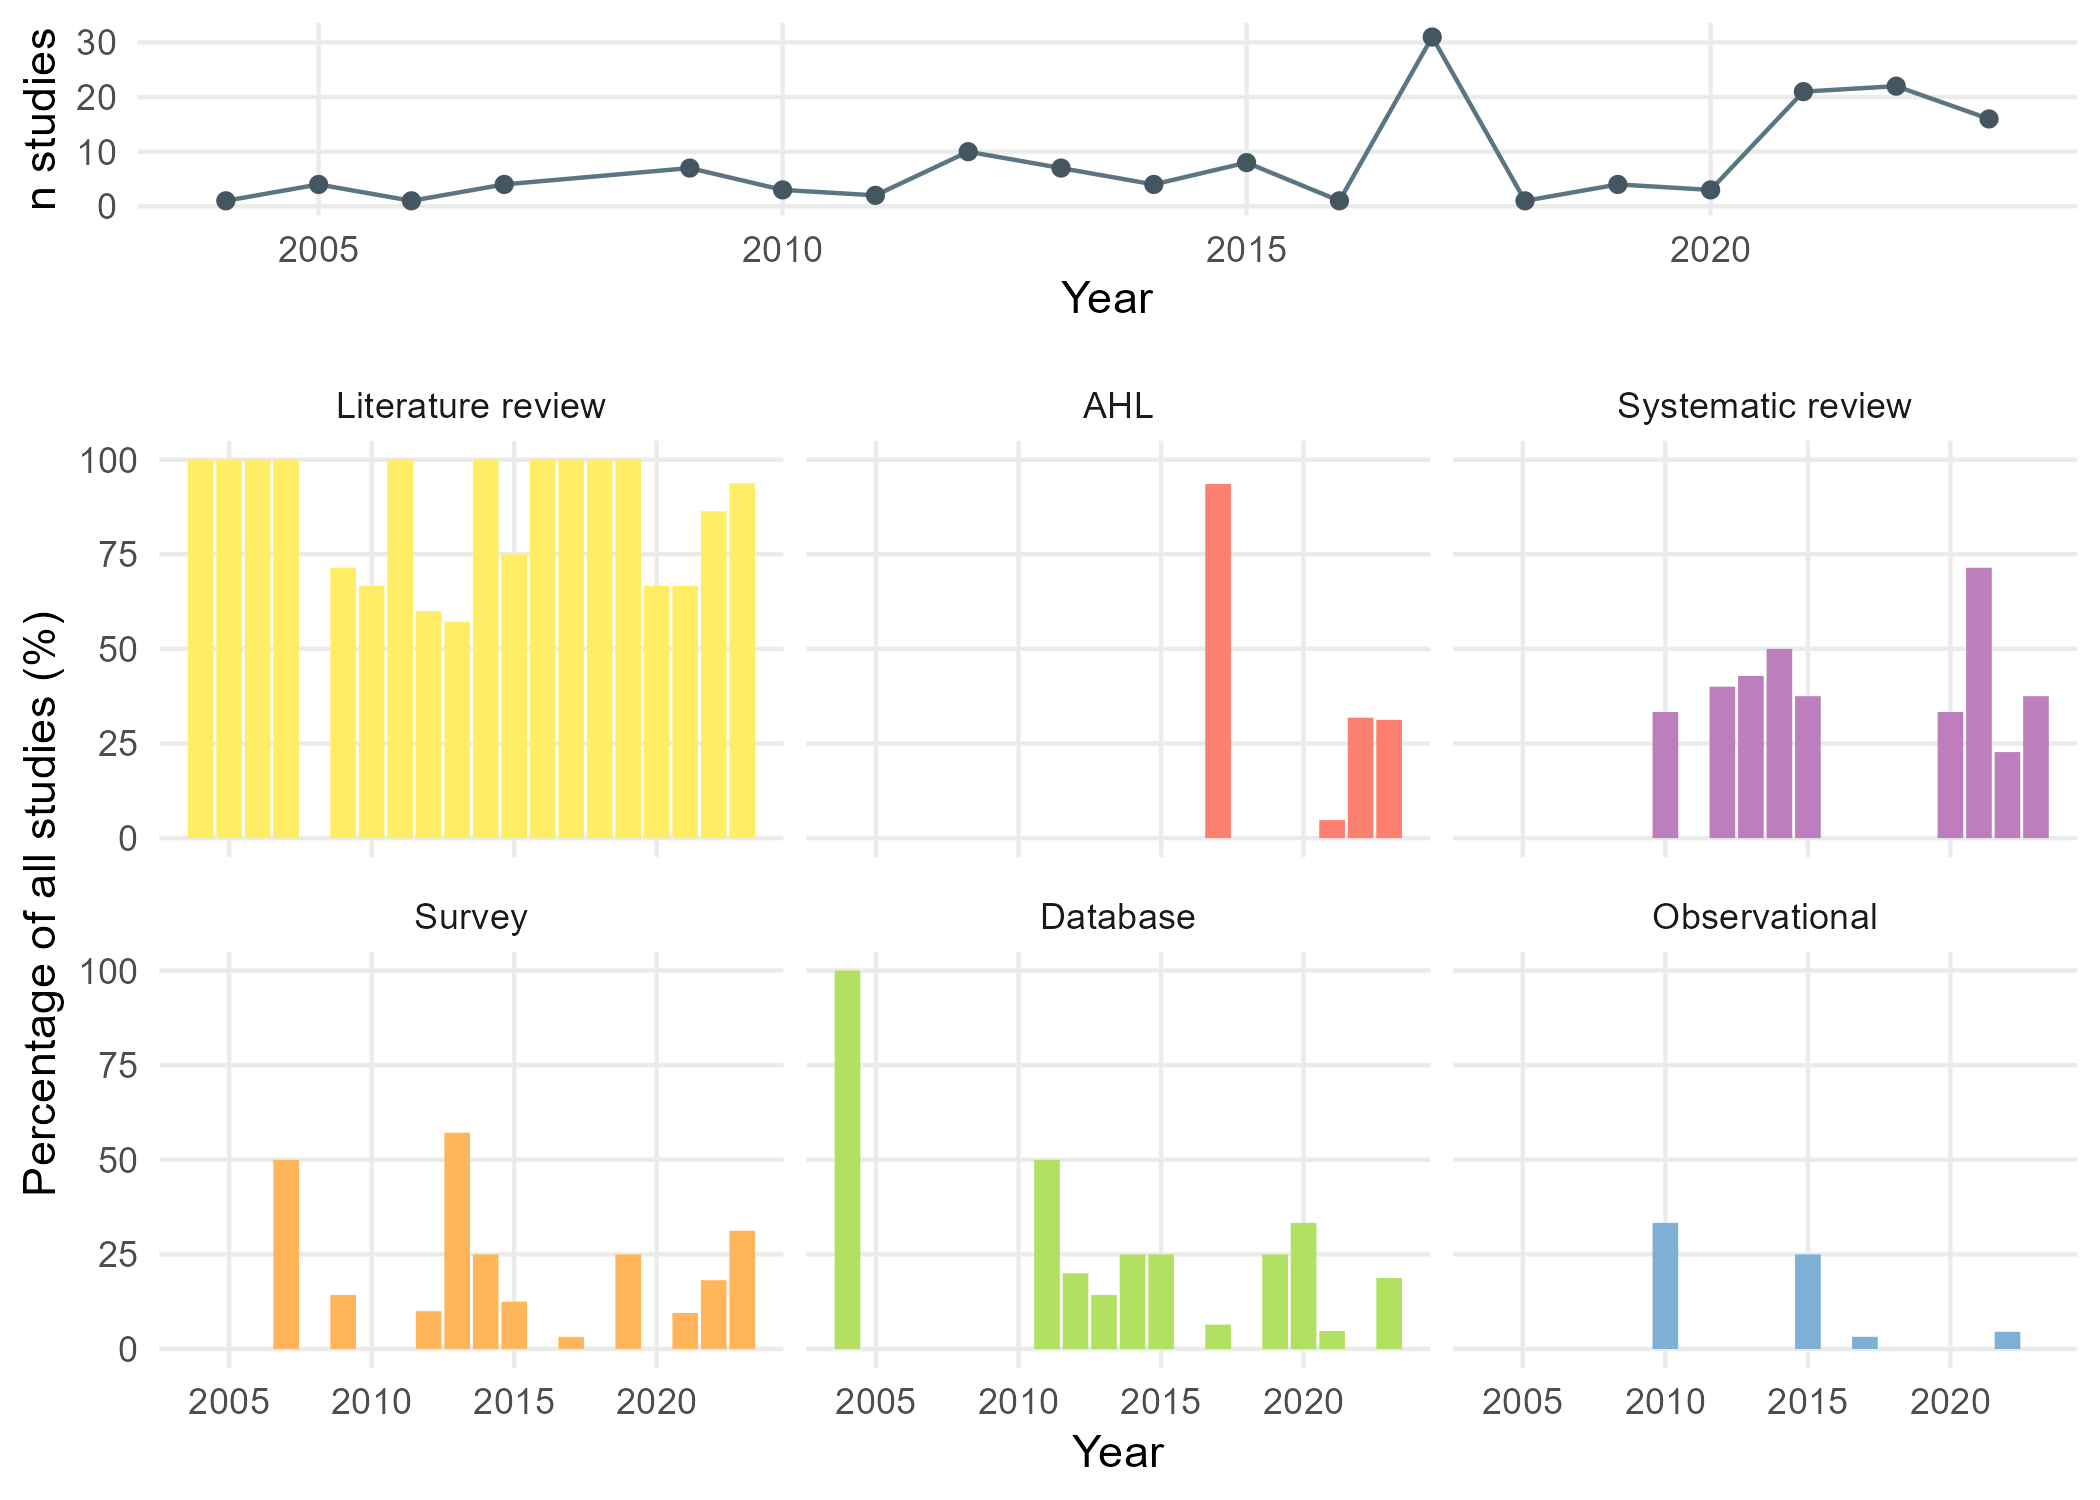 n studies
30
20
10
0
2005 2010 2015 2020
Year
Literature review AHL Systematic review
Percentage of all studies (%)
100
75
50
25
0
Survey Database Observational
100
75
50
25
0
2005 2010 2015 2020 2005 2010 2015 2020 2005 2010 2015 2020
Year